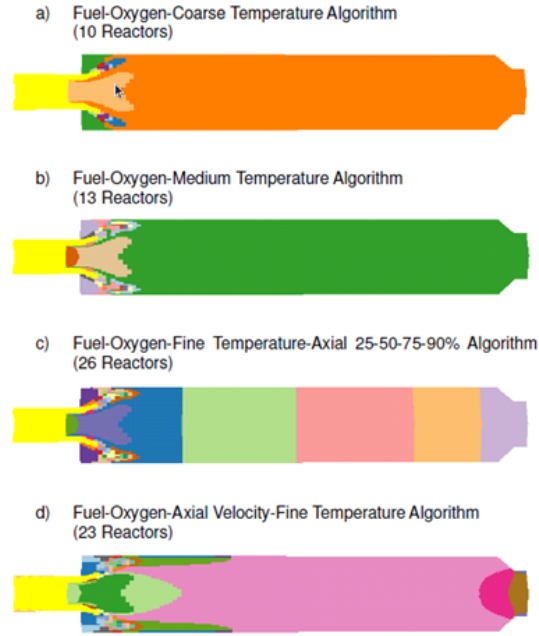 a) Fuel-Oxygen-Coarse Temperature Algorithm
(10 Reactors)
b) Fuel-Oxygen-Medium Temperature Algorithm
(13 Reactors)
c) Fuel-Oxygen-Fine Temperature-Axial 25-50-75-90% Algorithm
(26 Reactors)
d) Fuel-Oxygen-Axial Velocity-Fine Temperature Algorithm
(23 Reactors)